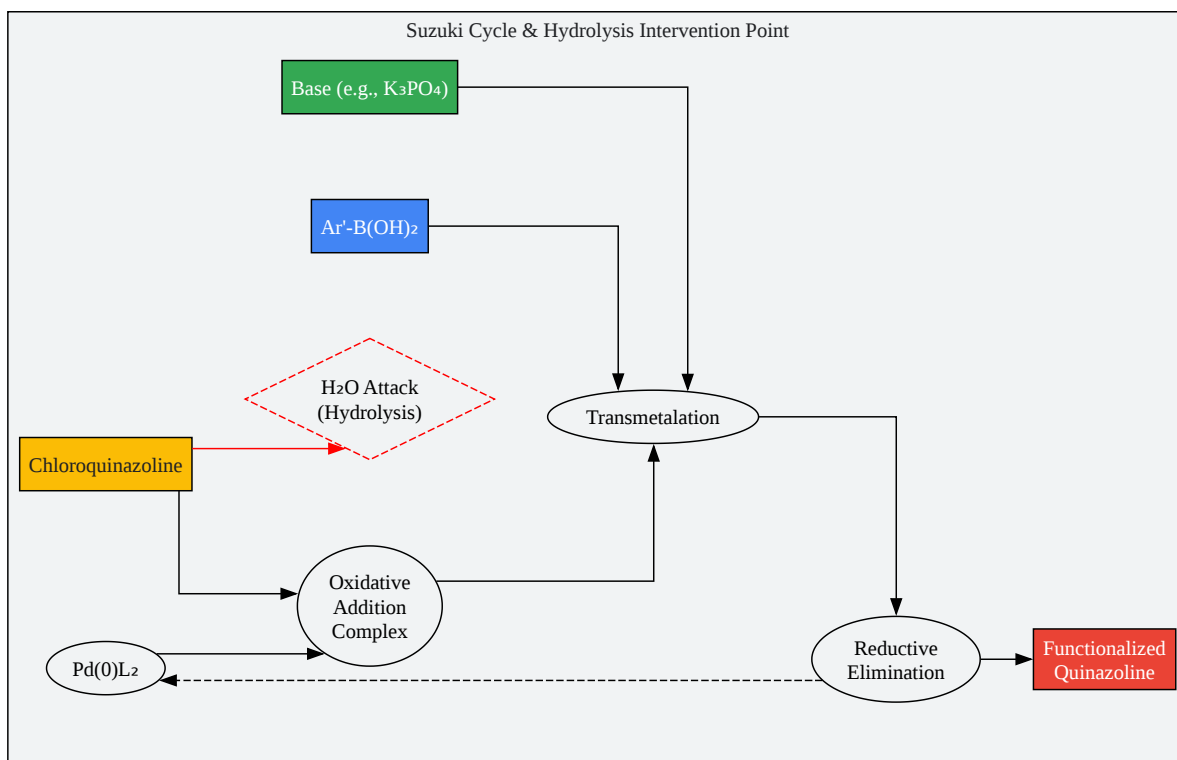 Suzuki Cycle & Hydrolysis Intervention Point
Base (e.g., K₃PO₄)
Ar'-B(OH)₂
H₂O Attack
(Hydrolysis)
Transmetalation
Chloroquinazoline
Oxidative
Addition
Complex
Pd(0)L₂
Reductive
Elimination
Functionalized
Quinazoline